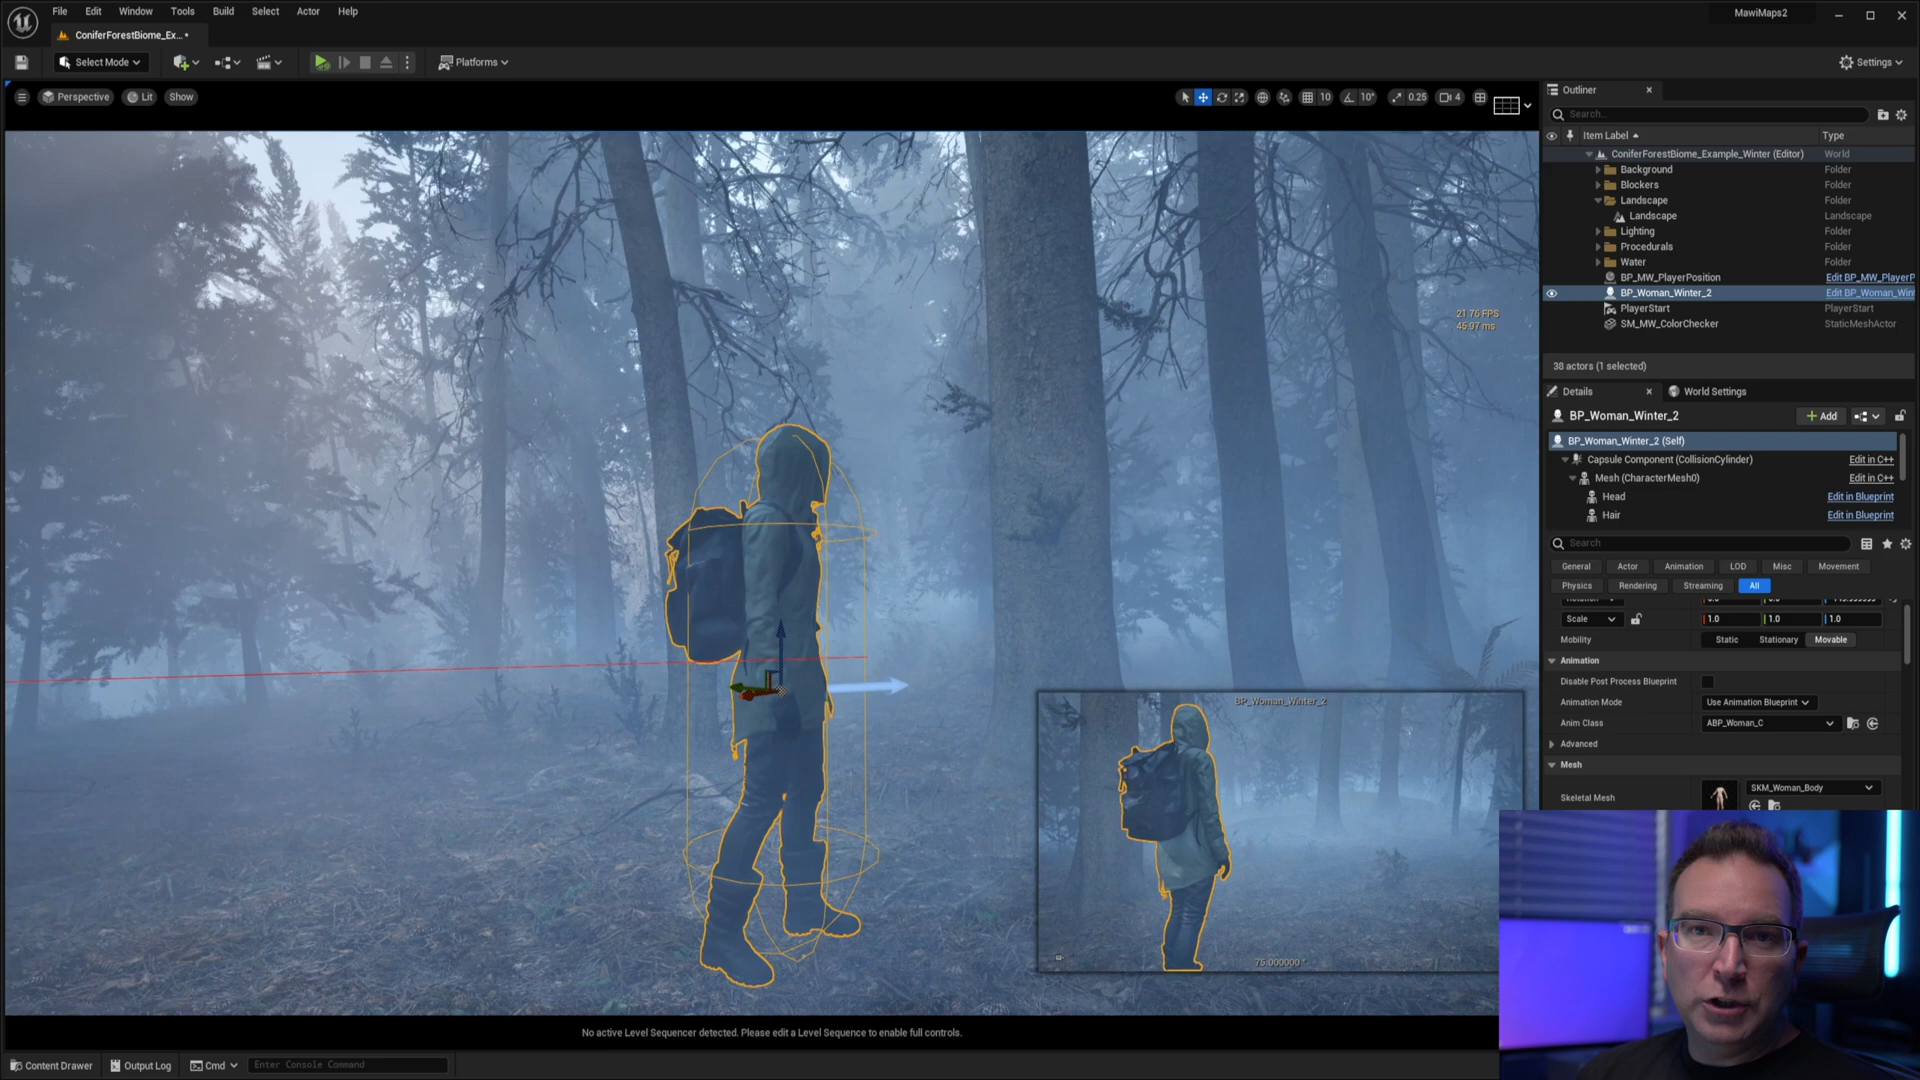 File Edit Window Tools Build Select Actor Help
MawiMaps2
ConiferForestBiome_Ex...•
Select Mode
Platforms
Settings
Perspective Lit Show
10 10° 0.25 4
21.76 FPS
45.97 ms
BP_Woman_Winter_2
75.000000 °
No active Level Sequencer detected. Please edit a Level Sequence to enable full controls.
Content Drawer Output Log Cmd Enter Console Command
Outliner
Search...
Item Label Type
ConiferForestBiome_Example_Winter (Editor) World
Background Folder
Blockers Folder
Landscape Folder
Landscape Landscape
Lighting Folder
Procedurals Folder
Water Folder
BP_MW_PlayerPosition Edit BP_MW_PlayerP
BP_Woman_Winter_2 Edit BP_Woman_Win
PlayerStart PlayerStart
SM_MW_ColorChecker StaticMeshActor
38 actors (1 selected)
Details World Settings
BP_Woman_Winter_2 Add
BP_Woman_Winter_2 (Self)
Capsule Component (CollisionCylinder) Edit in C++
Mesh (CharacterMesh0) Edit in C++
Head Edit in Blueprint
Hair Edit in Blueprint
Search
General Actor Animation LOD Misc Movement
Physics Rendering Streaming All
Scale 1.0 1.0 1.0
Mobility Static Stationary Movable
Animation
Disable Post Process Blueprint
Animation Mode Use Animation Blueprint
Anim Class ABP_Woman_C
Advanced
Mesh
Skeletal Mesh SKM_Woman_Body